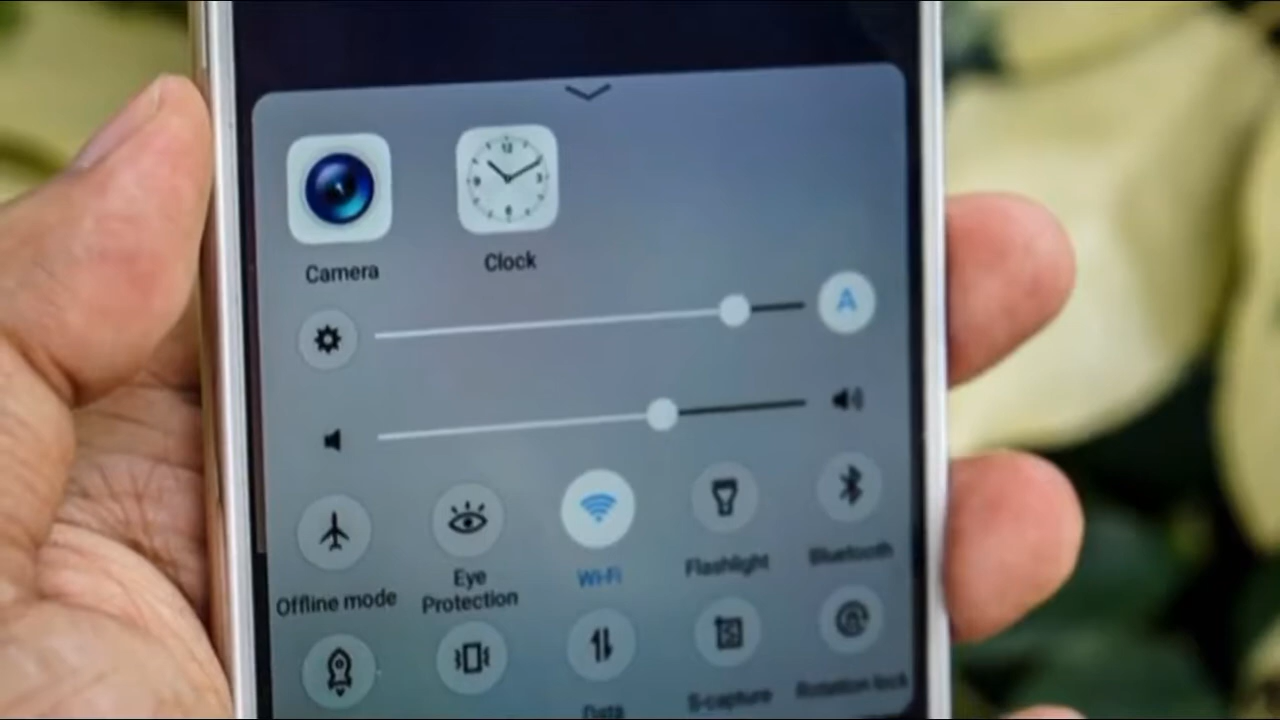 Camera
Clock
A
Offline mode
Eye
Protection
Wi-Fi
Flashlight
Bluetooth
Data
S-capture
Rotation lock